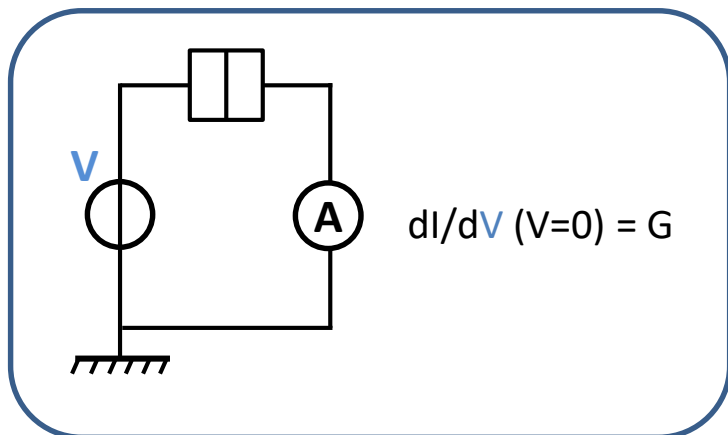 V
A
dI/dV (V=0) = G